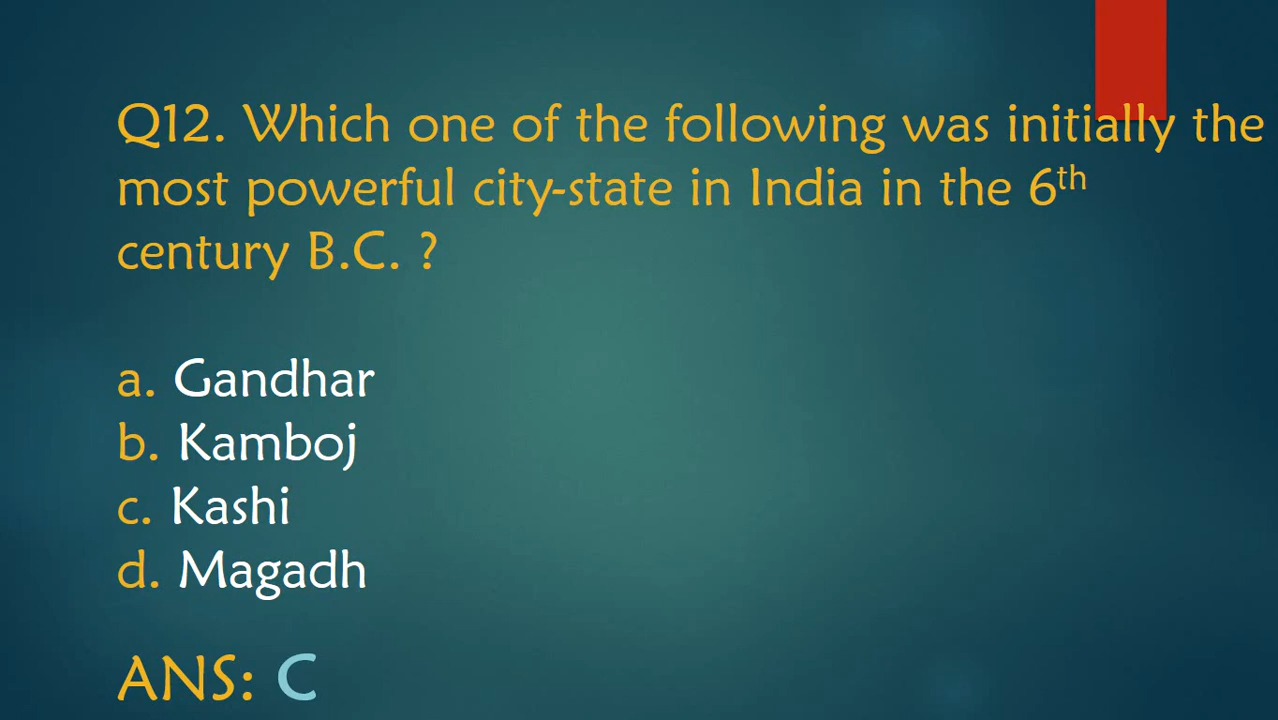 Q12. Which one of the following was initially the
most powerful city-state in India in the 6th
century B.C. ?
a. Gandhar
b. Kamboj
c. Kashi
d. Magadh
ANS: C